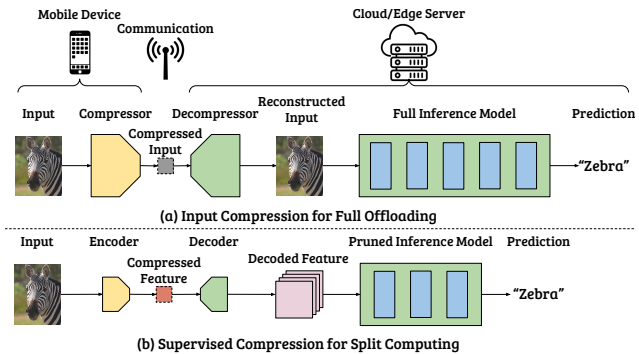 Mobile Device
Communication
Cloud/Edge Server
Input
Compressor
Compressed
Input
Decompressor
Reconstructed
Input
Full Inference Model
Prediction
“Zebra”
(a) Input Compression for Full Offloading
Input
Encoder
Compressed
Feature
Decoder
Decoded Feature
Pruned Inference Model
Prediction
“Zebra”
(b) Supervised Compression for Split Computing